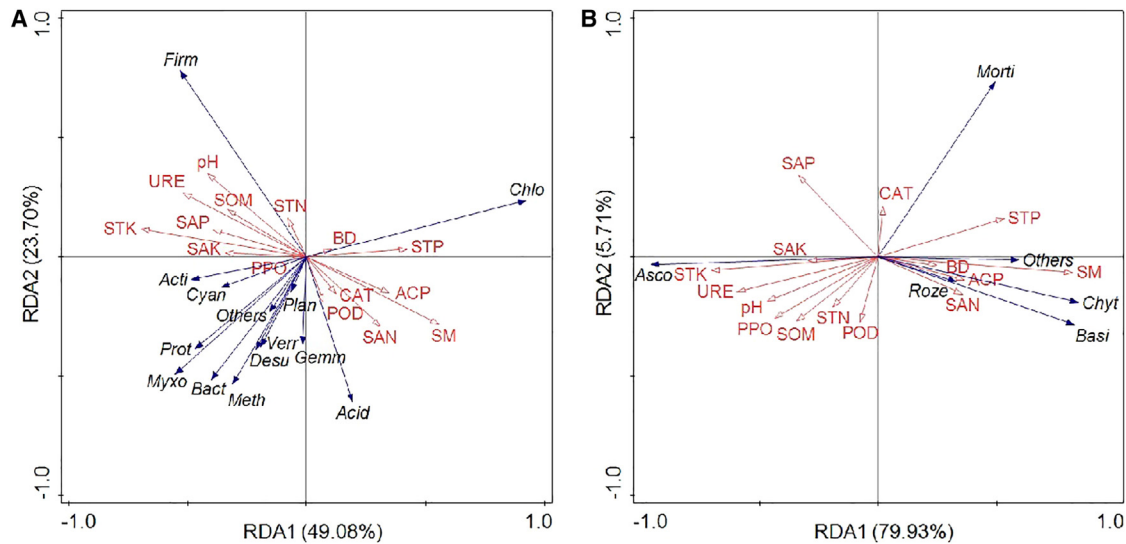 A
1.0
Firm
pH
URE
SOM
STN
Chlo
STK
SAP
BD
STP
SAK
PPO
Acti
Cyan
Plan
CAT
ACP
Others
POD
SAN
SM
Prot
Verr
Desu
Gemm
Myxo
Bact
Meth
Acid
RDA2 (23.70%)
-1.0
-1.0
RDA1 (49.08%)
1.0
B
1.0
Morti
SAP
CAT
STP
SAK
Asco
Others
STK
BD
SM
ACP
URE
Roze
pH
SAN
Chyt
PPO
SOM
STN
POD
Basi
RDA2 (5.71%)
-1.0
-1.0
RDA1 (79.93%)
1.0